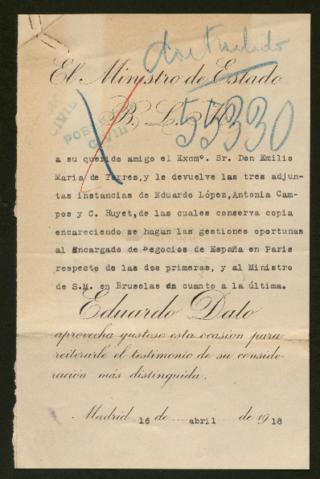 contestado
El Ministro de Estado
B. L. M.
55330
CIVIL
a su querido amigo el Excmº. Sr. Don Emilio
Maria de Torres, y le devuelve las tres adjun-
tas instancias de Eduardo López, Antonia Cam-
pos y C. Huyet, de las cuales conserva copia
encareciendo se hagan las gestiones oportunas
al Encargado de Negocios de España en Paris
respecto de las dos primeras, y al Ministro
de S.M. en Bruselas en cuanto a la última.
Eduardo Dato
aprovecha gustoso esta ocasión para
reiterarle el testimonio de su conside-
ración más distinguida.
Madrid 16 de abril de 1918